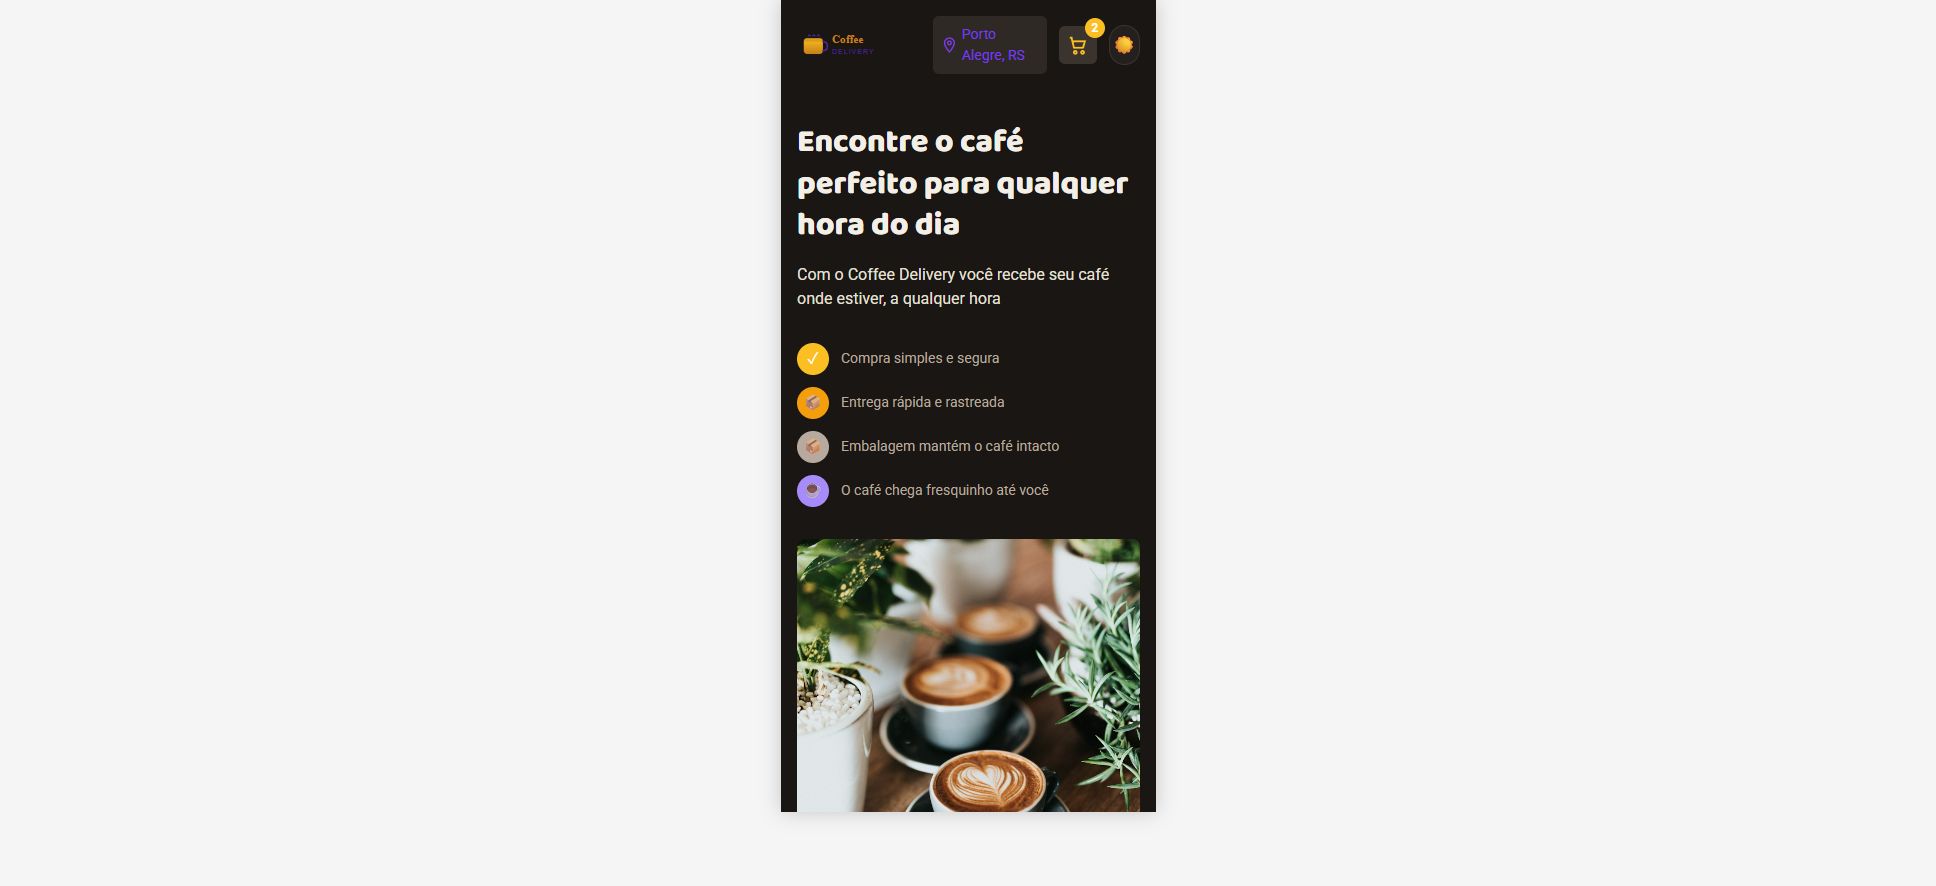 Coffee
DELIVERY
Porto
Alegre, RS
2
Encontre o café
perfeito para qualquer
hora do dia
Com o Coffee Delivery você recebe seu café
onde estiver, a qualquer hora
Compra simples e segura
Entrega rápida e rastreada
Embalagem mantém o café intacto
O café chega fresquinho até você